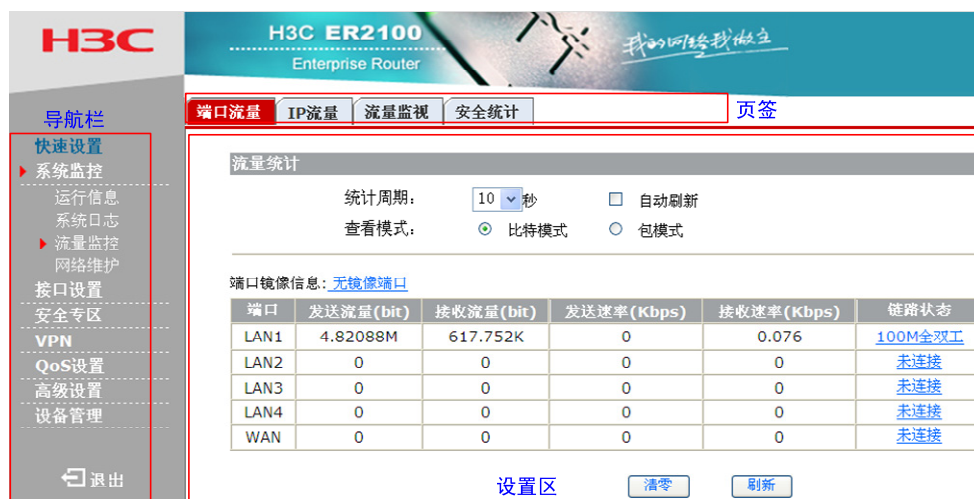 H3C
H3C ER2100
Enterprise Router
我的网络我做主
导航栏
快速设置
系统监控
运行信息
系统日志
流量监控
网络维护
接口设置
安全专区
VPN
QoS设置
高级设置
设备管理
退出
端口流量 IP流量 流量监视 安全统计 页签
流量统计
统计周期： 10 秒 自动刷新
查看模式： 比特模式 包模式
端口镜像信息: 无镜像端口
端口 发送流量(bit) 接收流量(bit) 发送速率(Kbps) 接收速率(Kbps) 链路状态
LAN1 4.82088M 617.752K 0 0.076 100M全双工
LAN2 0 0 0 0 未连接
LAN3 0 0 0 0 未连接
LAN4 0 0 0 0 未连接
WAN 0 0 0 0 未连接
设置区 清零 刷新